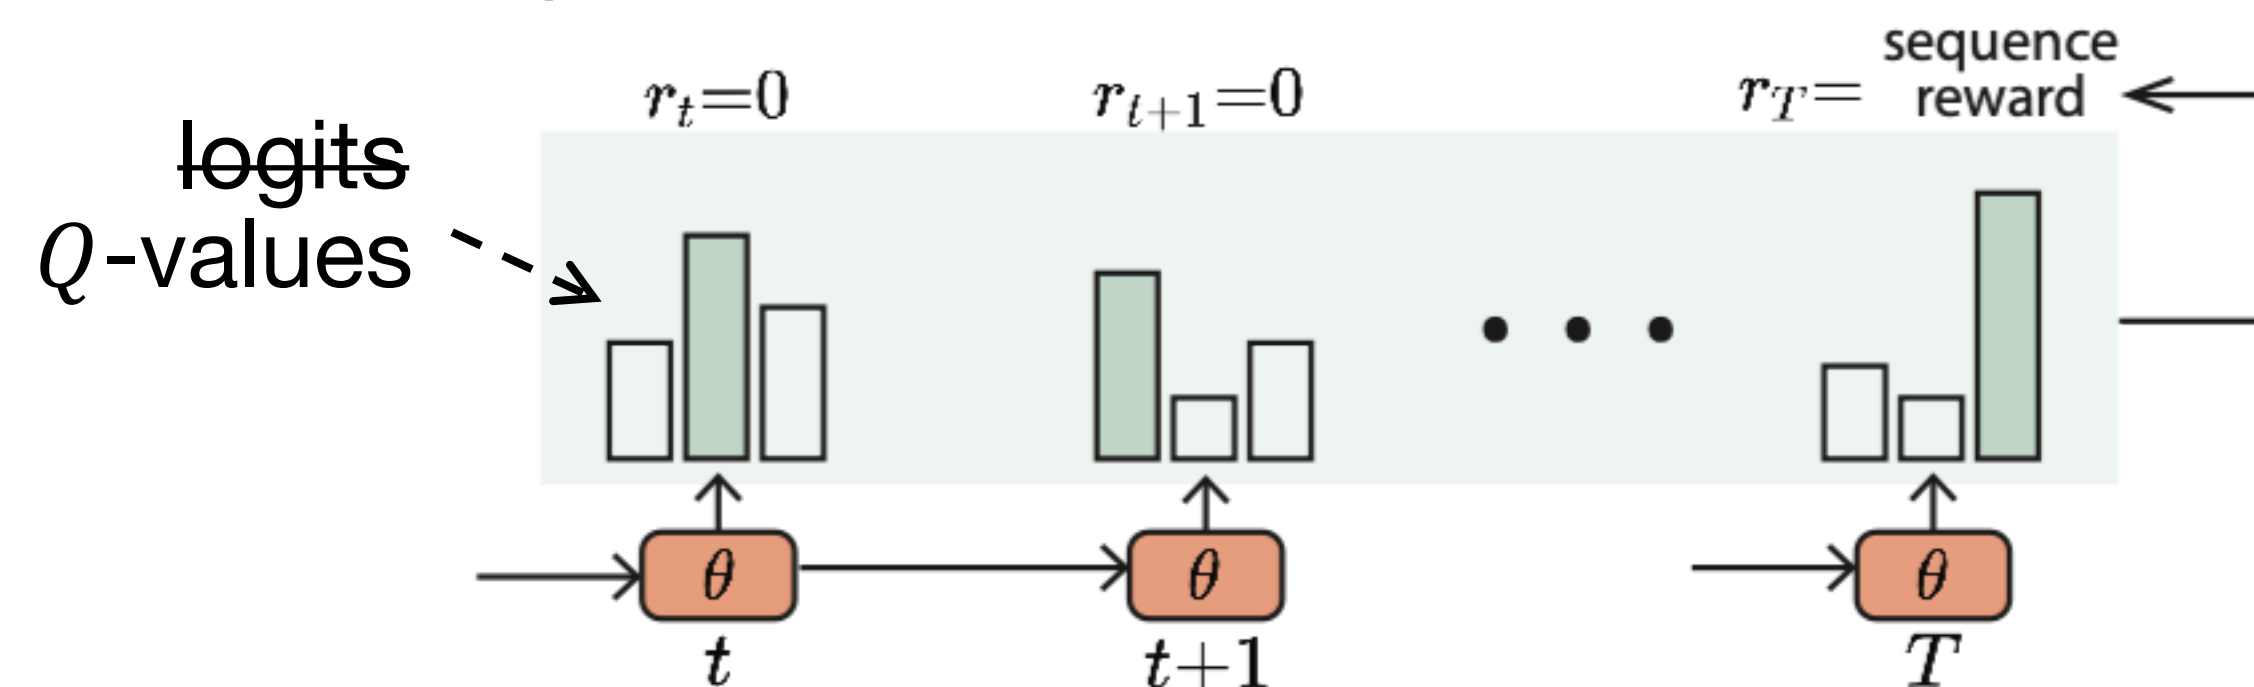 r_t=0
r_{t+1}=0
r_T= sequence reward
logits
Q-values
θ
θ
θ
t
t+1
T